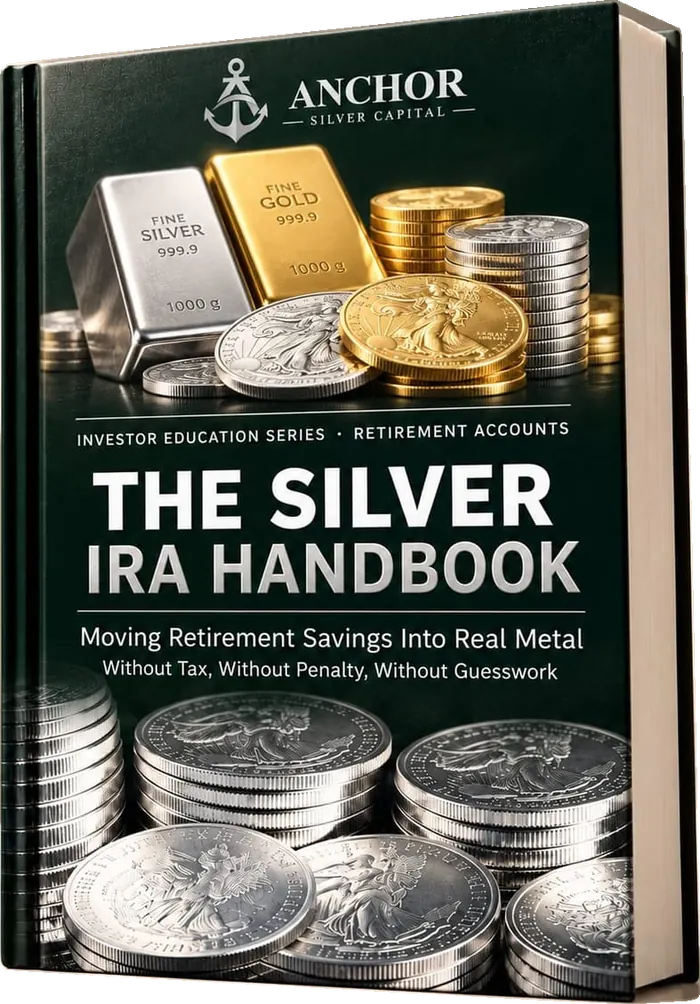 ANCHOR
SILVER CAPITAL
FINE
SILVER
999.9
1000 g
FINE
GOLD
999.9
1000 g
INVESTOR EDUCATION SERIES · RETIREMENT ACCOUNTS
THE SILVER
IRA HANDBOOK
Moving Retirement Savings Into Real Metal
Without Tax, Without Penalty, Without Guesswork